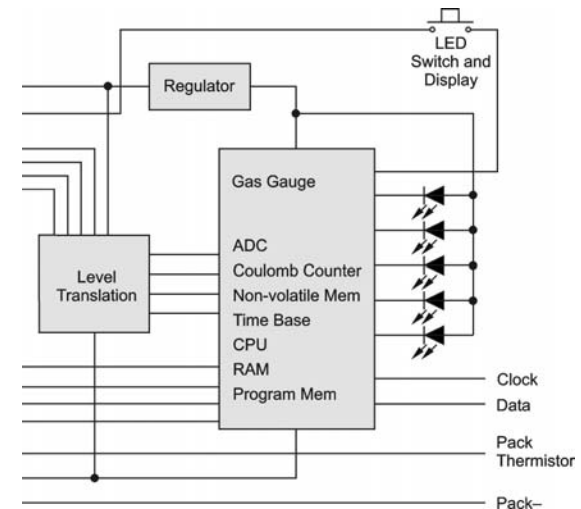 LED
Switch and
Display
Regulator
Gas Gauge
ADC
Coulomb Counter
Non-volatile Mem
Time Base
CPU
RAM
Program Mem
Level
Translation
Clock
Data
Pack
Thermistor
Pack–